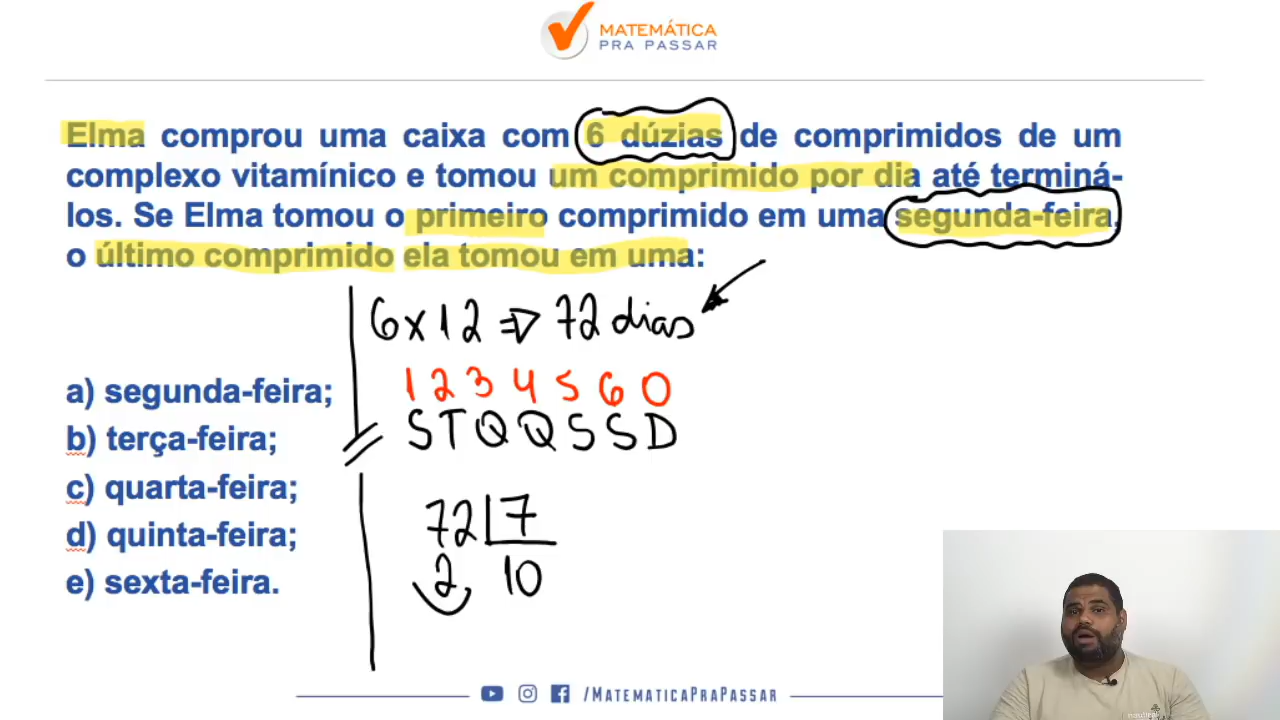 MATEMÁTICA
PRA PASSAR
Elma comprou uma caixa com 6 dúzias de comprimidos de um
complexo vitamínico e tomou um comprimido por dia até terminá-
los. Se Elma tomou o primeiro comprimido em uma segunda-feira,
o último comprimido ela tomou em uma:
6 x 12 ⇒ 72 dias
1 2 3 4 5 6 0
S T Q Q S S D
a) segunda-feira;
b) terça-feira;
c) quarta-feira;
d) quinta-feira;
e) sexta-feira.
72 7
2 10
/MATEMATICAPRAPASSAR